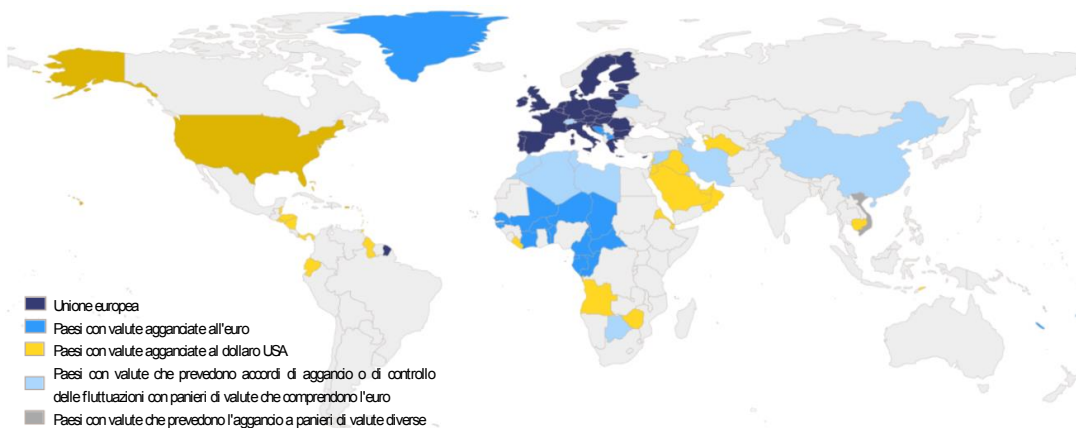 Unione europea
Paesi con valute agganciate all'euro
Paesi con valute agganciate al dollaro USA
Paesi con valute che prevedono accordi di aggancio o di controllo
delle fluttuazioni con panieri di valute che comprendono l'euro
Paesi con valute che prevedono l'aggancio a panieri di valute diverse